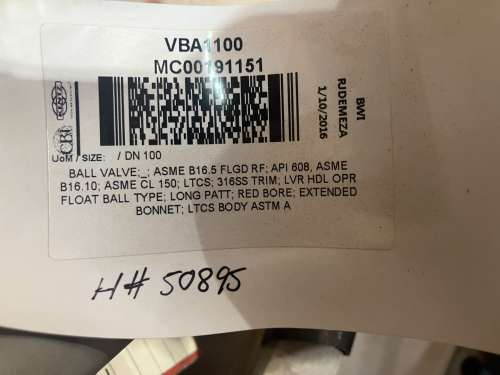 VBA1100
MC00191151
BWI
RJDEMEZA
1/10/2016
CBI
UoM / SIZE: / DN 100
BALL VALVE;_; ASME B16.5 FLGD RF; API 608, ASME
B16.10; ASME CL 150; LTCS; 316SS TRIM; LVR HDL OPR
FLOAT BALL TYPE; LONG PATT; RED BORE; EXTENDED
BONNET; LTCS BODY ASTM A
H# 50895